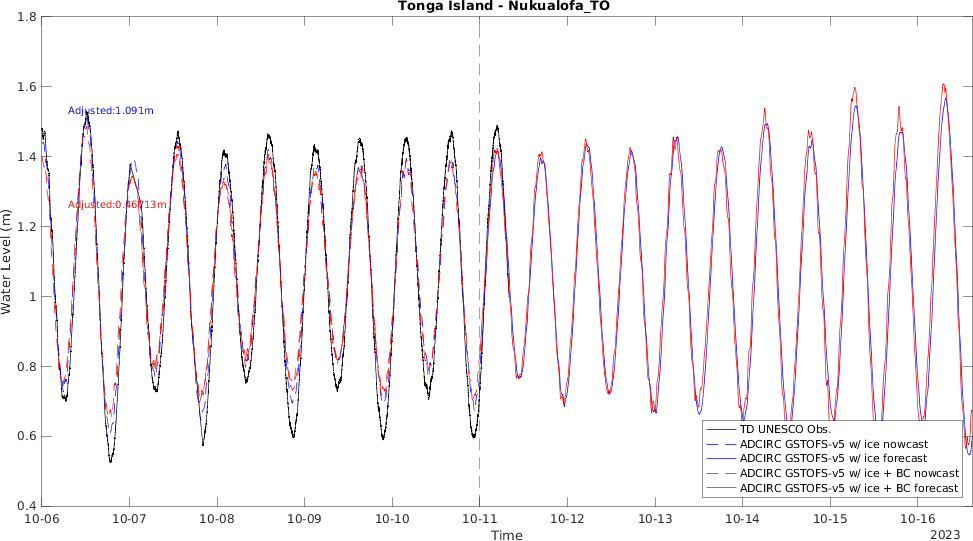 Tonga Island - Nukualofa_TO
1.8
1.6
1.4
1.2
1
0.8
0.6
0.4
Water Level (m)
Adjusted:1.091m
Adjusted:0.46713m
TD UNESCO Obs.
ADCIRC GSTOFS-v5 w/ ice nowcast
ADCIRC GSTOFS-v5 w/ ice forecast
ADCIRC GSTOFS-v5 w/ ice + BC nowcast
ADCIRC GSTOFS-v5 w/ ice + BC forecast
10-06 10-07 10-08 10-09 10-10 10-11 10-12 10-13 10-14 10-15 10-16
Time
2023